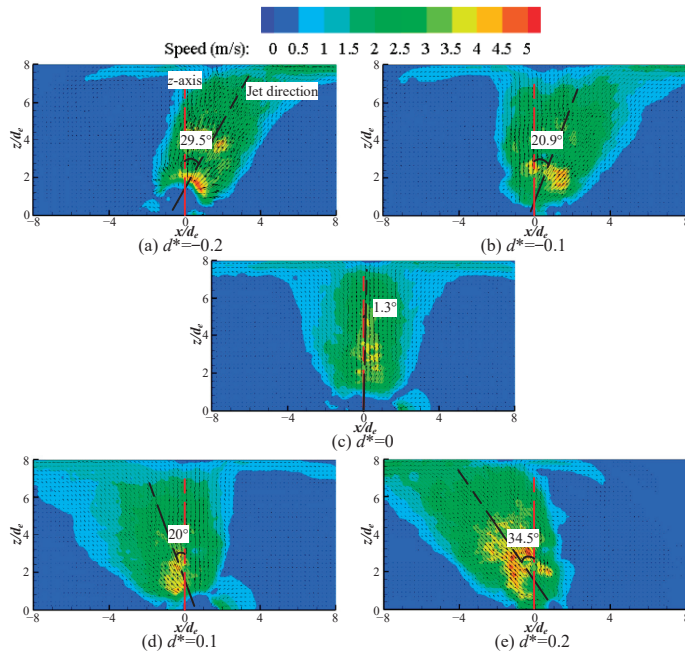 Speed (m/s): 0 0.5 1 1.5 2 2.5 3 3.5 4 4.5 5
z-axis
Jet direction
29.5°
z/dₑ
8
6
4
2
0
−8 −4 0 4 8
x/dₑ
(a) d*=−0.2
20.9°
z/dₑ
8
6
4
2
0
−8 −4 0 4 8
x/dₑ
(b) d*=−0.1
1.3°
z/dₑ
8
6
4
2
0
−8 −4 0 4 8
x/dₑ
(c) d*=0
20°
z/dₑ
8
6
4
2
0
−8 −4 0 4 8
x/dₑ
(d) d*=0.1
34.5°
z/dₑ
8
6
4
2
0
−8 −4 0 4 8
x/dₑ
(e) d*=0.2